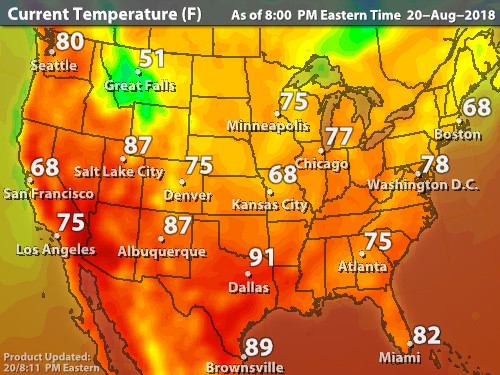 Current Temperature (F)
As of 8:00 PM Eastern Time 20-Aug-2018
80
Seattle
51
Great Falls
75
Minneapolis
68
Boston
77
Chicago
87
Salt Lake City
75
Denver
68
Kansas City
78
Washington D.C.
68
San Francisco
75
Los Angeles
87
Albuquerque
91
Dallas
75
Atlanta
89
Brownsville
82
Miami
Product Updated:
20/8:11 PM Eastern